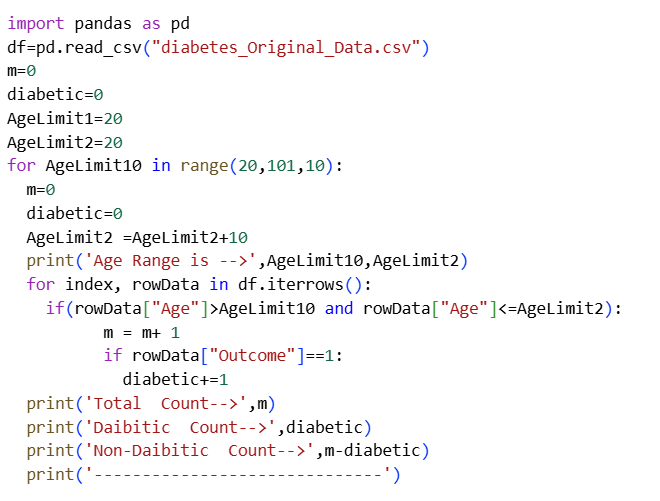 import pandas as pd
df=pd.read_csv("diabetes_Original_Data.csv")
m=0
diabetic=0
AgeLimit1=20
AgeLimit2=20
for AgeLimit10 in range(20,101,10):
  m=0
  diabetic=0
  AgeLimit2 =AgeLimit2+10
  print('Age Range is -->',AgeLimit10,AgeLimit2)
  for index, rowData in df.iterrows():
    if(rowData["Age"]>AgeLimit10 and rowData["Age"]<=AgeLimit2):
          m = m+ 1
          if rowData["Outcome"]==1:
            diabetic+=1
  print('Total  Count-->',m)
  print('Daibitic  Count-->',diabetic)
  print('Non-Daibitic  Count-->',m-diabetic)
  print('------------------------------')